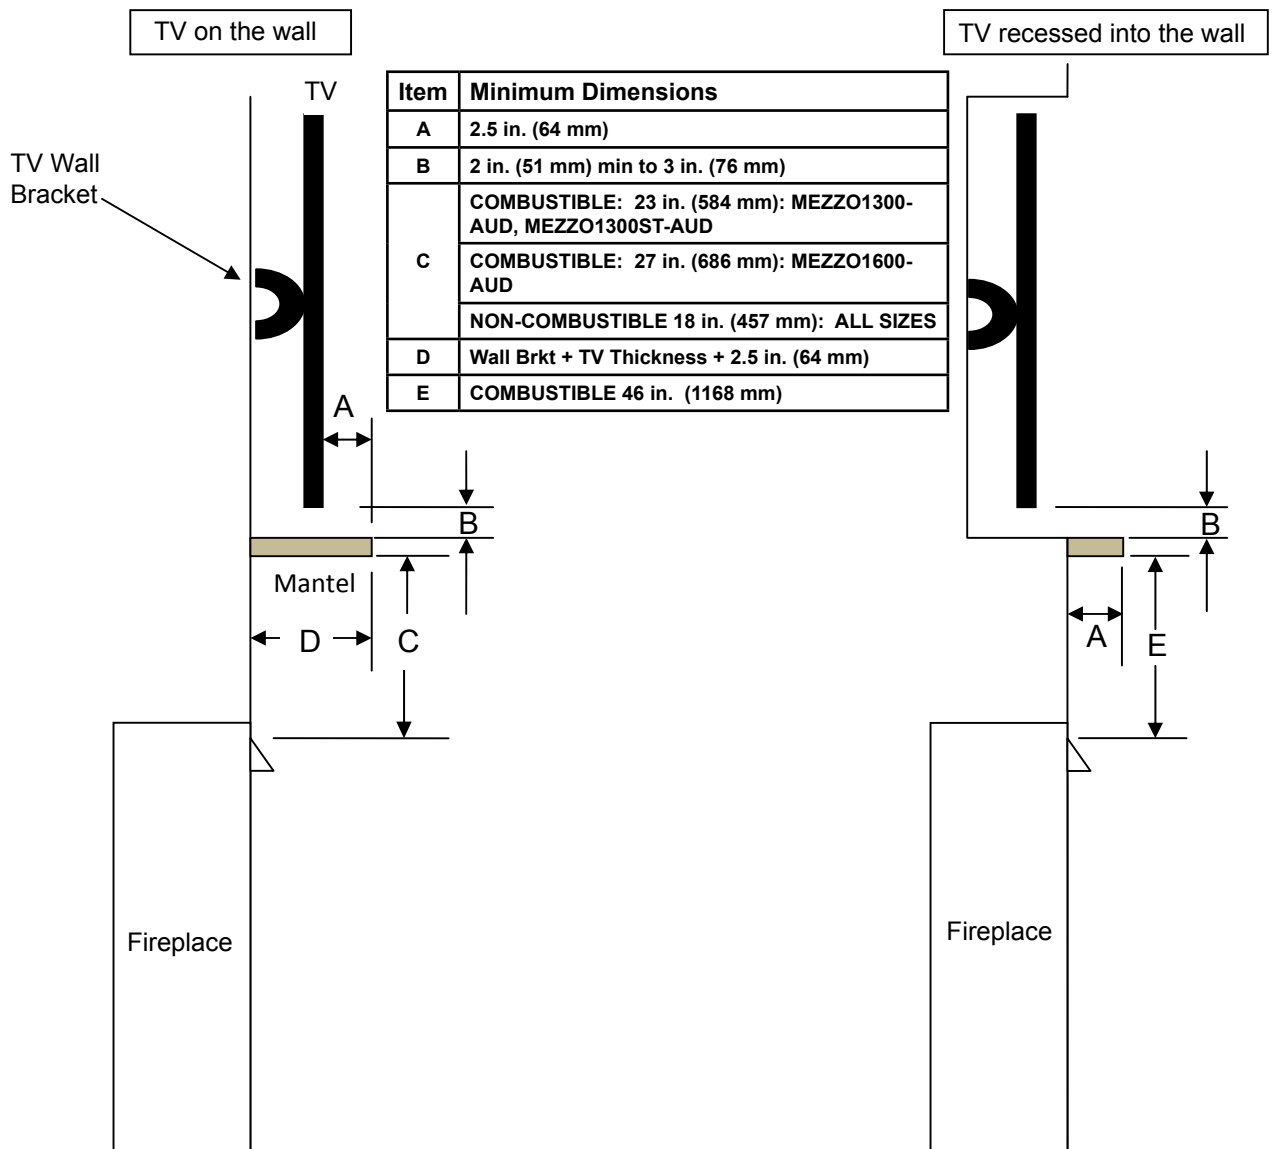 TV on the wall
TV recessed into the wall
TV
TV Wall
Bracket
Item Minimum Dimensions
A 2.5 in. (64 mm)
B 2 in. (51 mm) min to 3 in. (76 mm)
C
COMBUSTIBLE: 23 in. (584 mm): MEZZO1300-
AUD, MEZZO1300ST-AUD
COMBUSTIBLE: 27 in. (686 mm): MEZZO1600-
AUD
NON-COMBUSTIBLE 18 in. (457 mm): ALL SIZES
D Wall Brkt + TV Thickness + 2.5 in. (64 mm)
E COMBUSTIBLE 46 in. (1168 mm)
A
B
Mantel
D
C
Fireplace
B
A
E
Fireplace